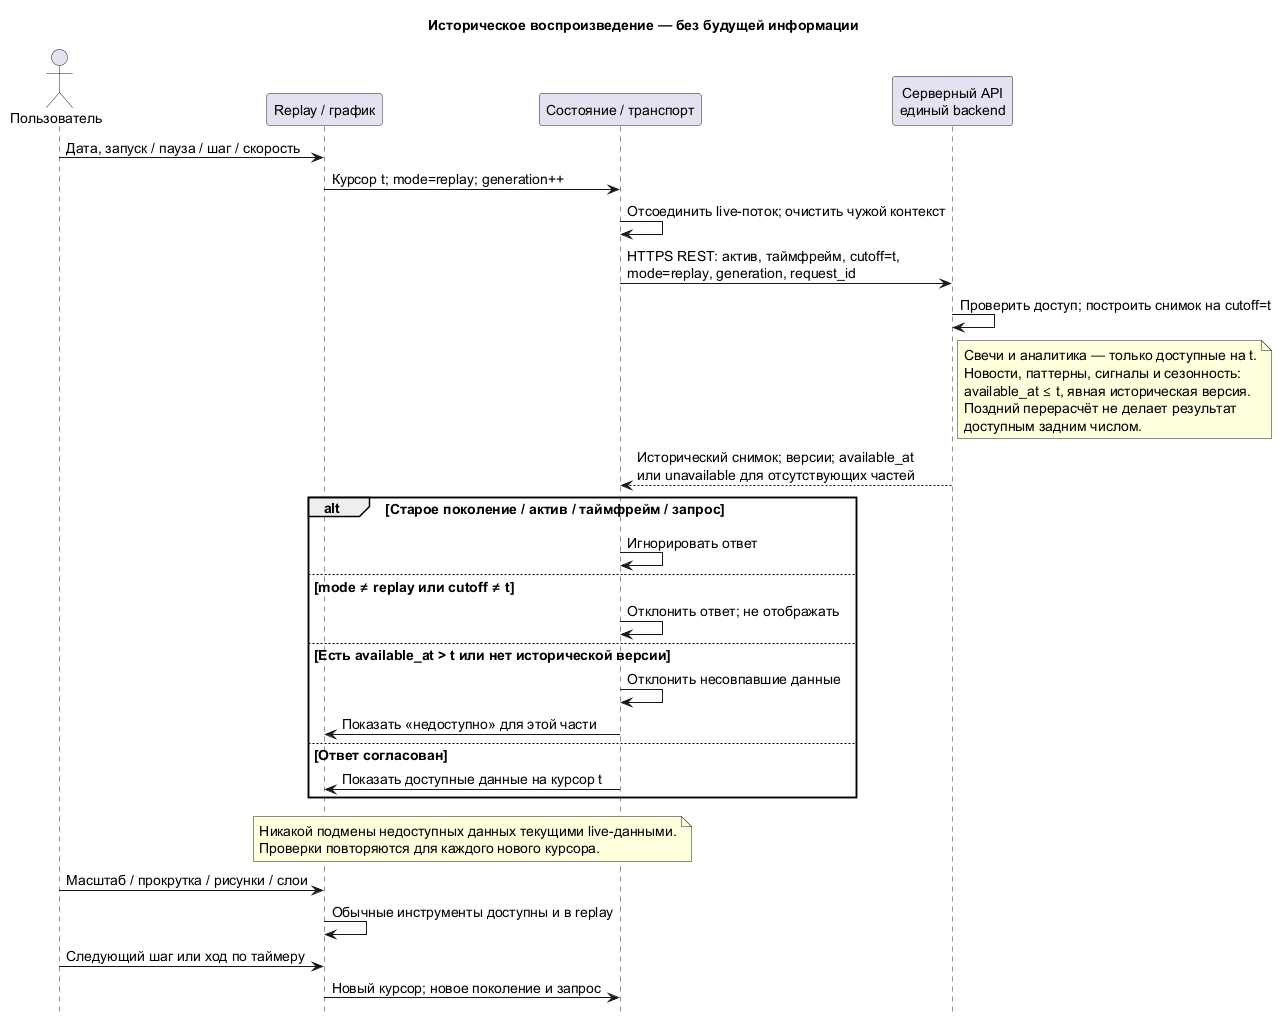 Историческое воспроизведение — без будущей информации
Пользователь
Replay / график
Состояние / транспорт
Серверный API
единый backend
Дата, запуск / пауза / шаг / скорость
Курсор t; mode=replay; generation++
Отсоединить live-поток; очистить чужой контекст
HTTPS REST: актив, таймфрейм, cutoff=t,
mode=replay, generation, request_id
Проверить доступ; построить снимок на cutoff=t
Свечи и аналитика — только доступные на t.
Новости, паттерны, сигналы и сезонность:
available_at ≤ t, явная историческая версия.
Поздний перерасчёт не делает результат
доступным задним числом.
Исторический снимок; версии; available_at
или unavailable для отсутствующих частей
alt
[Старое поколение / актив / таймфрейм / запрос]
Игнорировать ответ
[mode ≠ replay или cutoff ≠ t]
Отклонить ответ; не отображать
[Есть available_at > t или нет исторической версии]
Отклонить несовпавшие данные
Показать «недоступно» для этой части
[Ответ согласован]
Показать доступные данные на курсор t
Никакой подмены недоступных данных текущими live-данными.
Проверки повторяются для каждого нового курсора.
Масштаб / прокрутка / рисунки / слои
Обычные инструменты доступны и в replay
Следующий шаг или ход по таймеру
Новый курсор; новое поколение и запрос